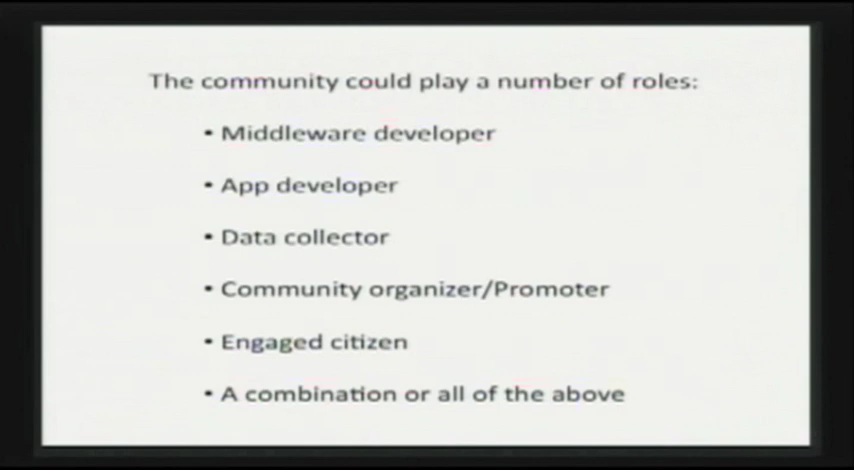 The community could play a number of roles:
• Middleware developer
• App developer
• Data collector
• Community organizer/Promoter
• Engaged citizen
• A combination or all of the above